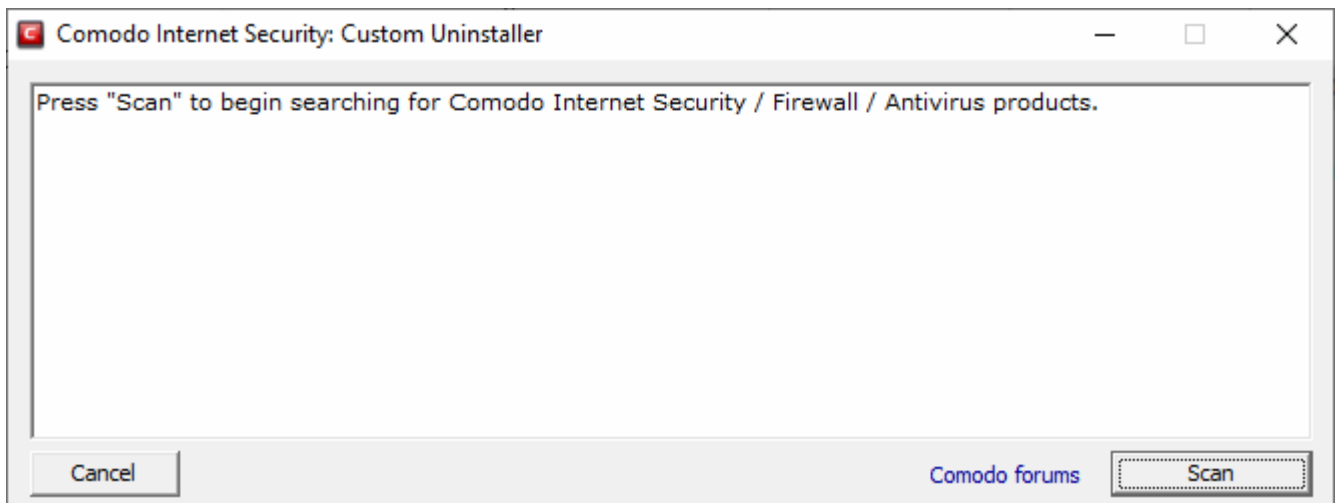 Comodo Internet Security: Custom Uninstaller
Press "Scan" to begin searching for Comodo Internet Security / Firewall / Antivirus products.
Cancel
Comodo forums
Scan